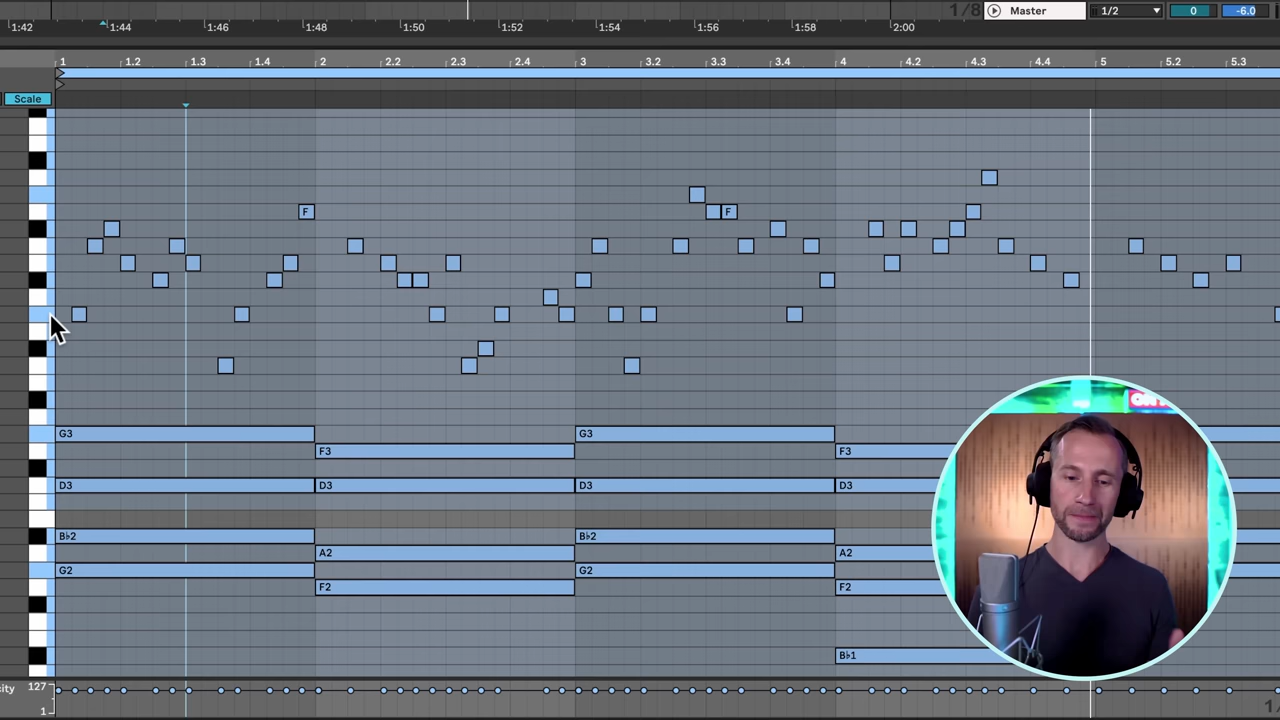 1/8 Master 1/2 0 -6.0
1:42 1:44 1:46 1:48 1:50 1:52 1:54 1:56 1:58 2:00
1 1.2 1.3 1.4 2 2.2 2.3 2.4 3 3.2 3.3 3.4 4 4.2 4.3 4.4 5 5.2 5.3
Scale
F F
G3 G3
F3 F3
D3 D3 D3 D3
B♭2 B♭2
A2 A2
G2 G2
F2 F2
B♭1
city 127
1